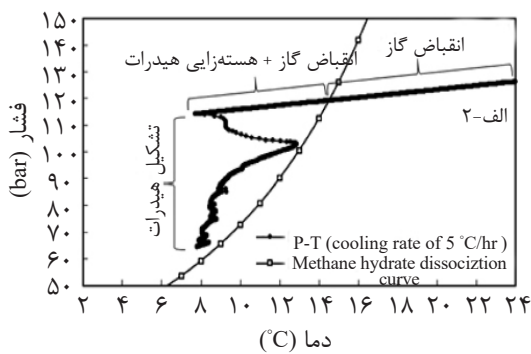 انقباض گاز
انقباض گاز + هسته‌زایی هیدرات
الف-۲
تشکیل هیدرات
فشار (bar)
۱۵۰
۱۴۰
۱۳۰
۱۲۰
۱۱۰
۱۰۰
۹۰
۸۰
۷۰
۶۰
۵۰
P-T (cooling rate of 5 °C/hr )
Methane hydrate dissociztion
curve
۲ ۴ ۶ ۸ ۱۰ ۱۲ ۱۴ ۱۶ ۱۸ ۲۰ ۲۲ ۲۴
دما (°C)